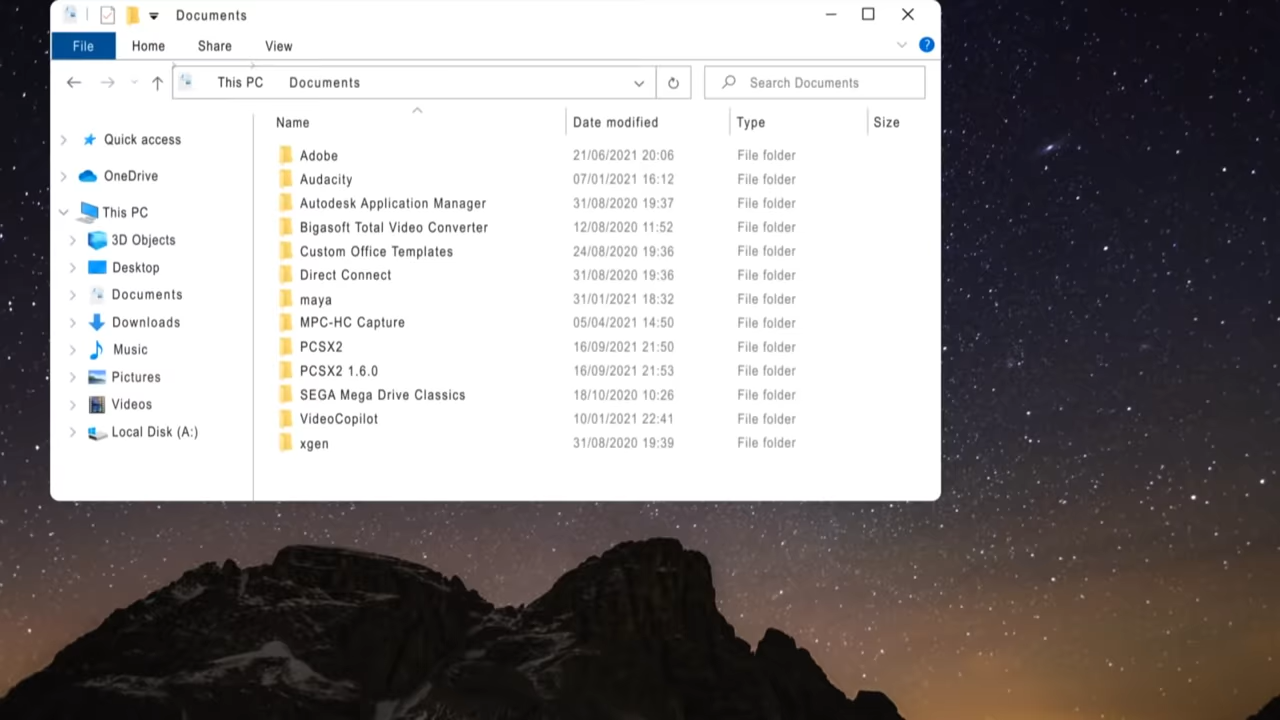 Documents
File Home Share View
This PC Documents Search Documents
Name Date modified Type Size
Quick access
OneDrive
This PC
3D Objects
Desktop
Documents
Downloads
Music
Pictures
Videos
Local Disk (A:)
Adobe 21/06/2021 20:06 File folder
Audacity 07/01/2021 16:12 File folder
Autodesk Application Manager 31/08/2020 19:37 File folder
Bigasoft Total Video Converter 12/08/2020 11:52 File folder
Custom Office Templates 24/08/2020 19:36 File folder
Direct Connect 31/08/2020 19:36 File folder
maya 31/01/2021 18:32 File folder
MPC-HC Capture 05/04/2021 14:50 File folder
PCSX2 16/09/2021 21:50 File folder
PCSX2 1.6.0 16/09/2021 21:53 File folder
SEGA Mega Drive Classics 18/10/2020 10:26 File folder
VideoCopilot 10/01/2021 22:41 File folder
xgen 31/08/2020 19:39 File folder